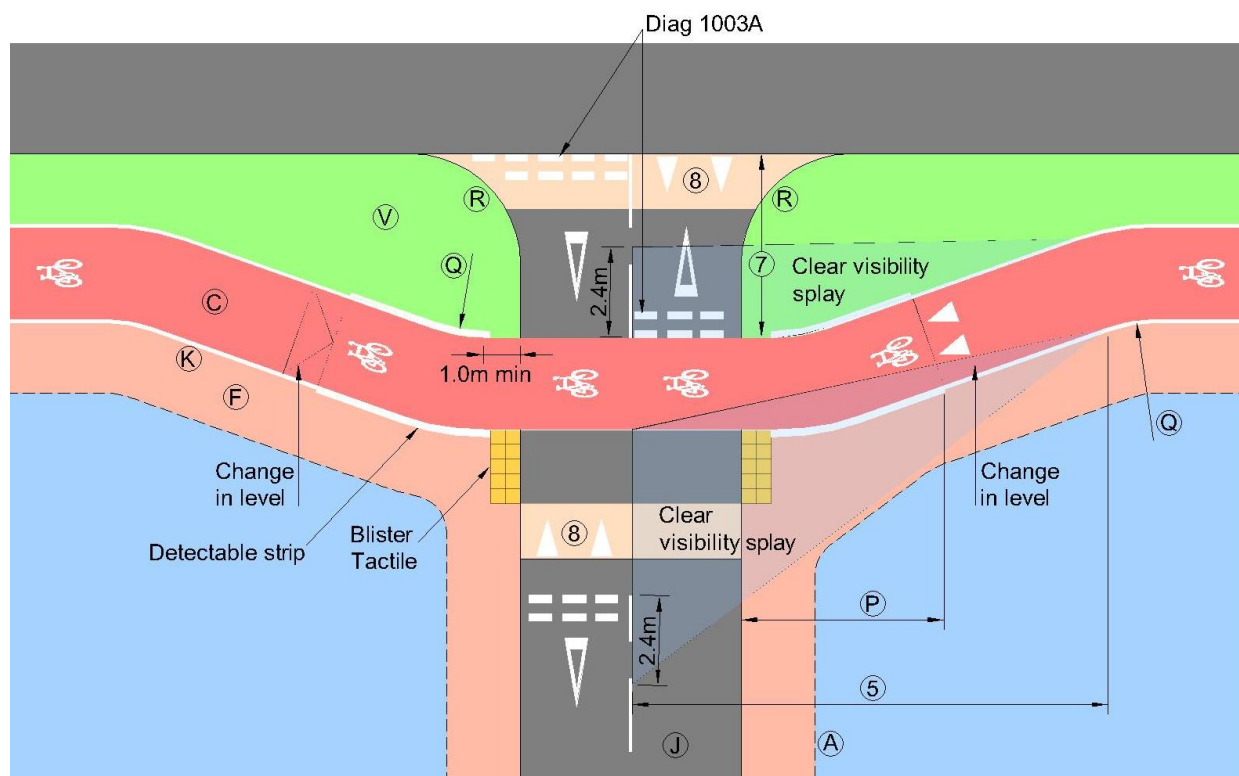 Diag 1003A
8
V
R
R
Q
7
Clear visibility
splay
2.4m
C
K
1.0m min
F
Q
Change
in level
Change
in level
Blister
Tactile
Detectable strip
8
Clear
visibility splay
P
2.4m
5
J
A